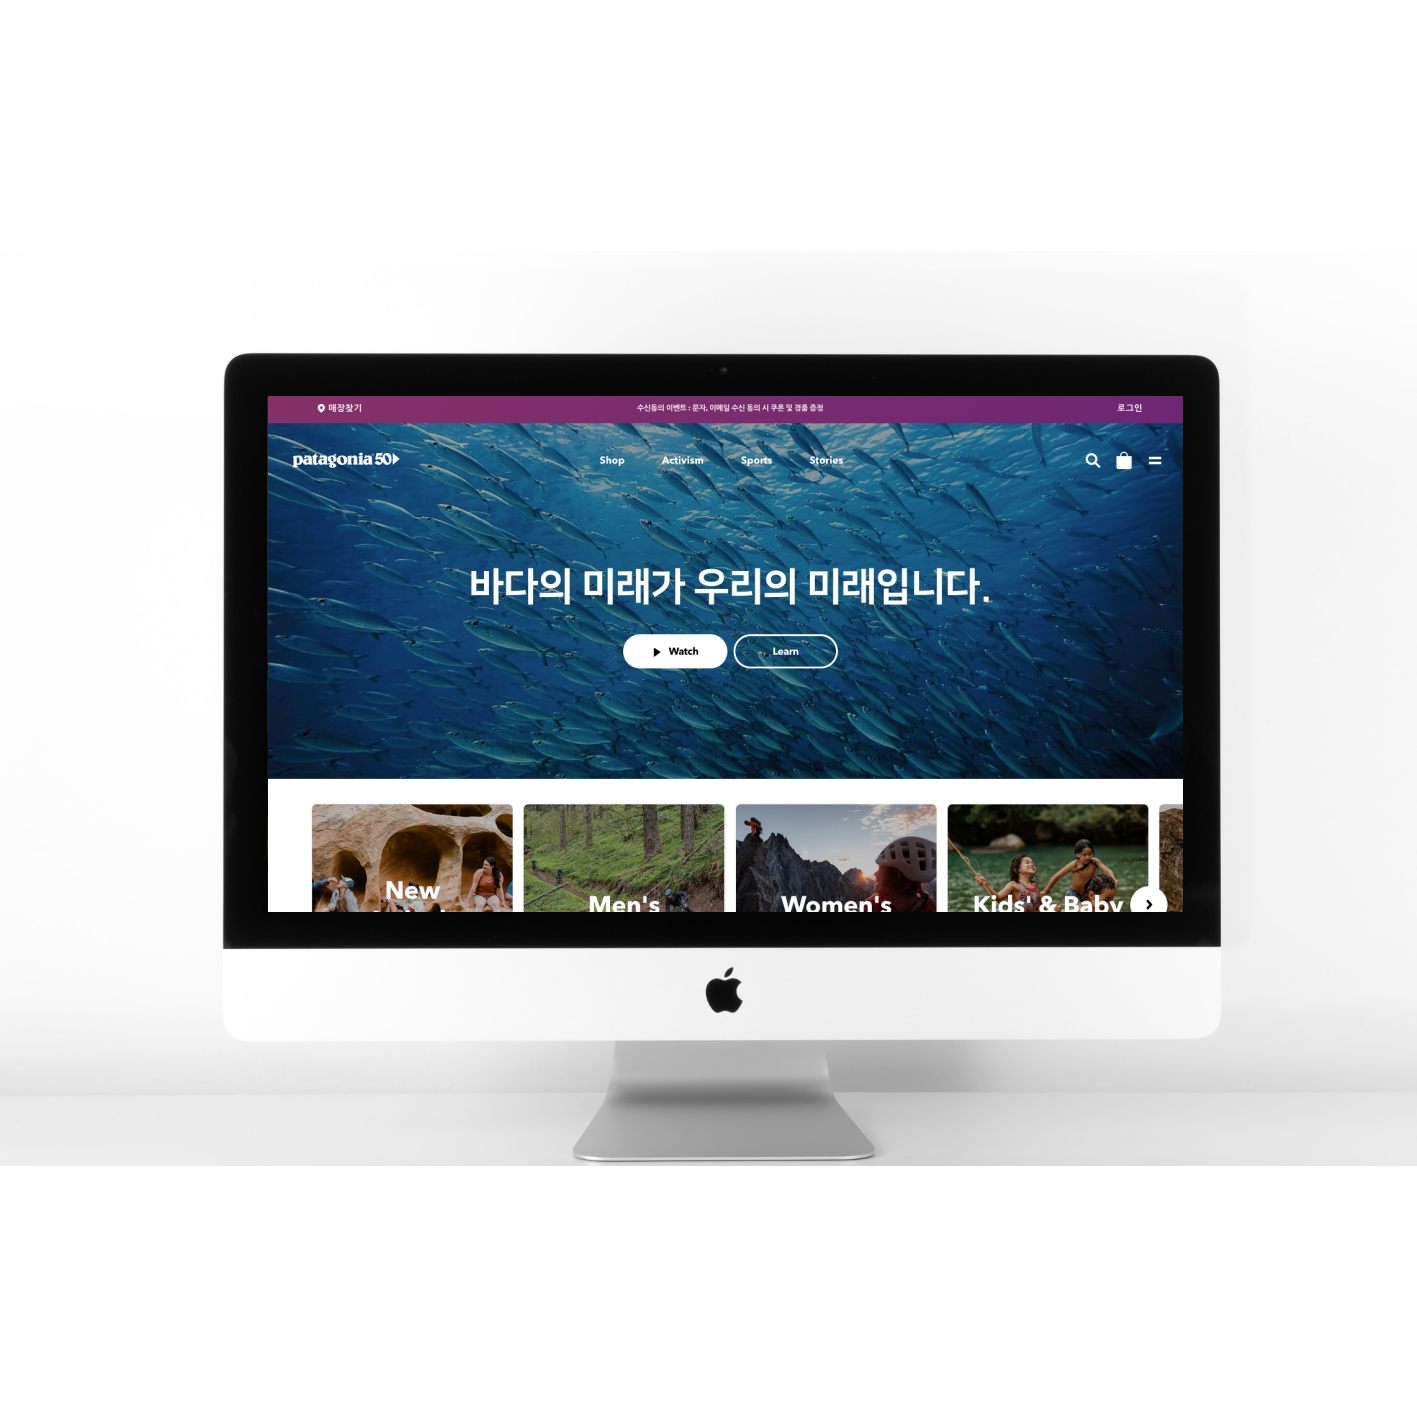 매장찾기
수신동의 이벤트 : 문자, 이메일 수신 동의 시 쿠폰 및 경품 증정
로그인
patagonia 50
Shop
Activism
Sports
Stories
바다의 미래가 우리의 미래입니다.
Watch
Learn
New
Men's
Women's
Kids' & Baby